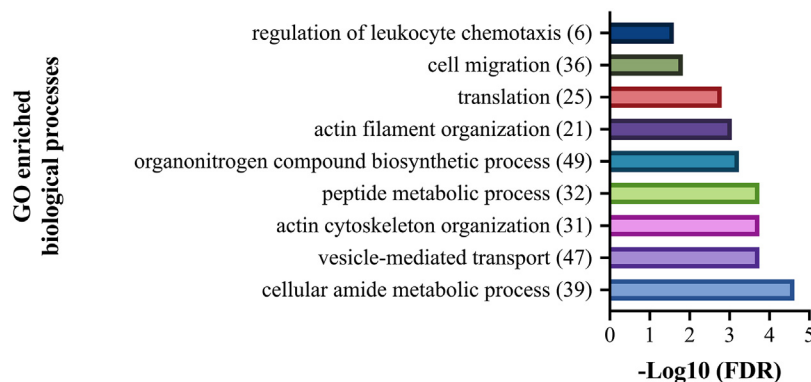 GO enriched
biological processes
regulation of leukocyte chemotaxis (6)
cell migration (36)
translation (25)
actin filament organization (21)
organonitrogen compound biosynthetic process (49)
peptide metabolic process (32)
actin cytoskeleton organization (31)
vesicle-mediated transport (47)
cellular amide metabolic process (39)
0 1 2 3 4 5
-Log10 (FDR)